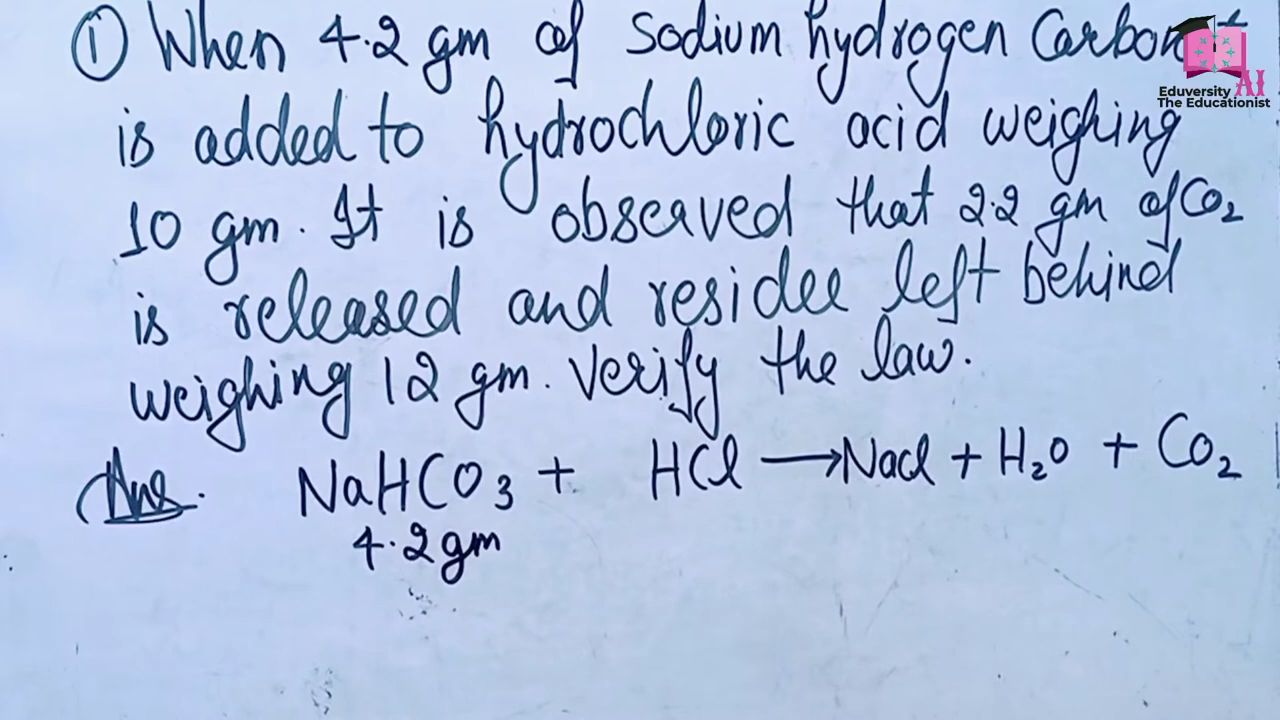 ① When 4.2 gm of Sodium hydrogen Carbonat
is added to hydrochloric acid weighing
10 gm. It is observed that 2.2 gm of CO2
is released and residee left behind
weighing 12 gm. Verify the law.
Ans. NaHCO3 + HCl → Nacl + H2O + CO2
4.2 gm
Eduversity AI
The Educationist